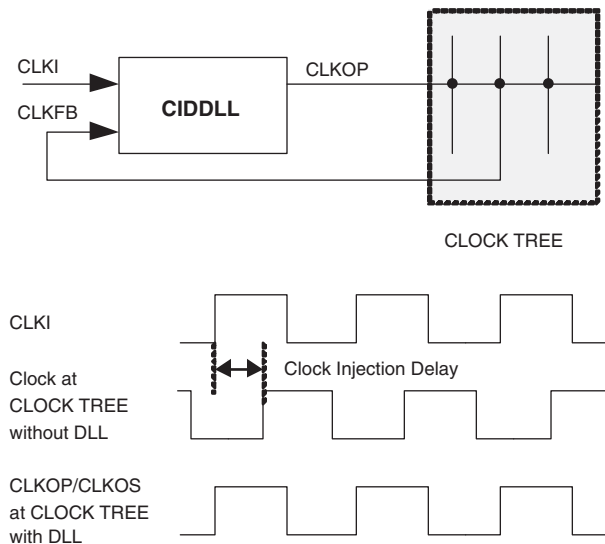 CLKI
CLKOP
CLKFB
CIDDLL
CLOCK TREE
CLKI
Clock Injection Delay
Clock at
CLOCK TREE
without DLL
CLKOP/CLKOS
at CLOCK TREE
with DLL